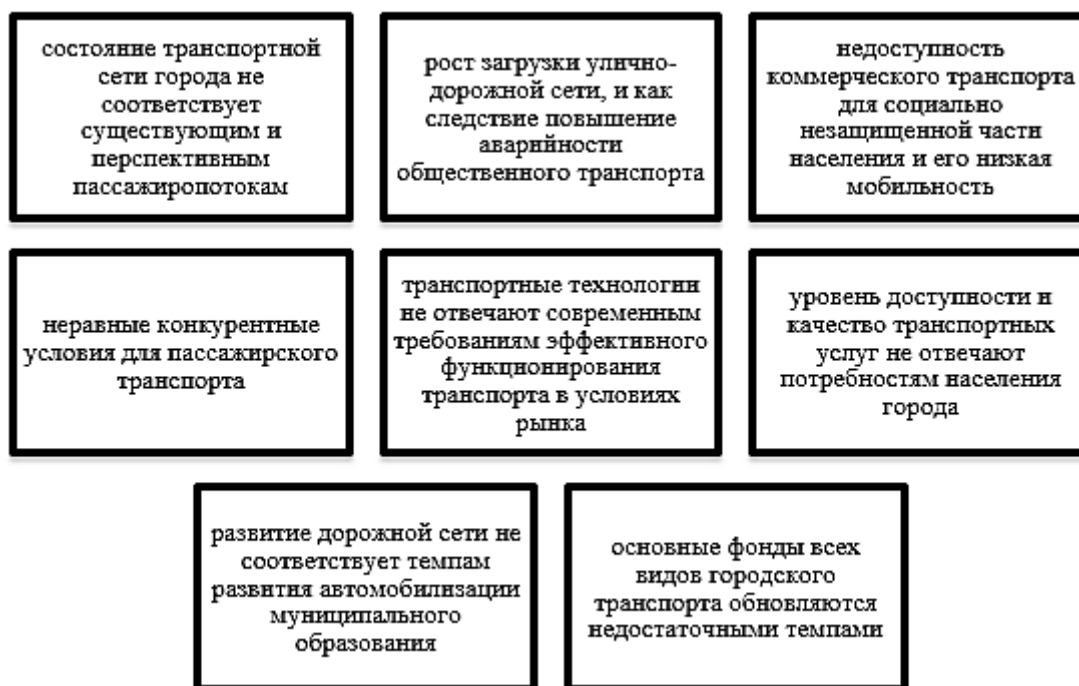 состояние транспортной
сети города не
соответствует
существующим и
перспективным
пассажиропотокам
рост загрузки улично-
дорожной сети, и как
следствие повышение
аварийности
общественного транспорта
недоступность
коммерческого транспорта
для социально
незащищенной части
населения и его низкая
мобильность
неравные конкурентные
условия для пассажирского
транспорта
транспортные технологии
не отвечают современным
требованиям эффективного
функционирования
транспорта в условиях
рынка
уровень доступности и
качество транспортных
услуг не отвечают
потребностям населения
города
развитие дорожной сети не
соответствует темпам
развития автомобилизации
муниципального
образования
основные фонды всех
видов городского
транспорта обновляются
недостаточными темпами